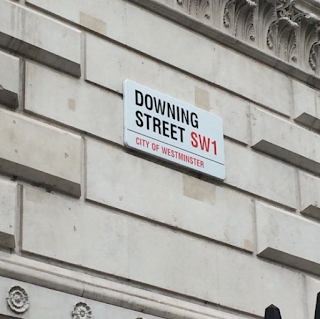 DOWNING
STREET SW1
CITY OF WESTMINSTER